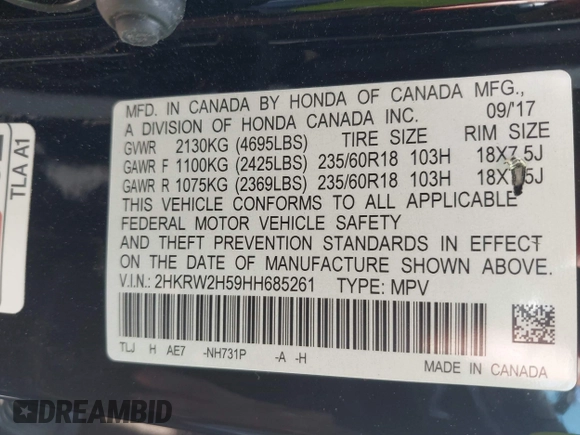 MFD. IN CANADA BY HONDA OF CANADA MFG.,
A DIVISION OF HONDA CANADA INC. 09/'17
GVWR 2130KG (4695LBS) TIRE SIZE RIM SIZE
GAWR F 1100KG (2425LBS) 235/60R18 103H 18X7.5J
GAWR R 1075KG (2369LBS) 235/60R18 103H
THIS VEHICLE CONFORMS TO ALL APPLICABLE
FEDERAL MOTOR VEHICLE SAFETY
AND THEFT PREVENTION STANDARDS IN EFFECT
ON THE DATE OF MANUFACTURE SHOWN ABOVE.
V.I.N.: 2HKRW2H59HH685261 TYPE: MPV
TLJ H AE7 -NH731P -A -H
MADE IN CANADA
TLA A1
DREAMBID